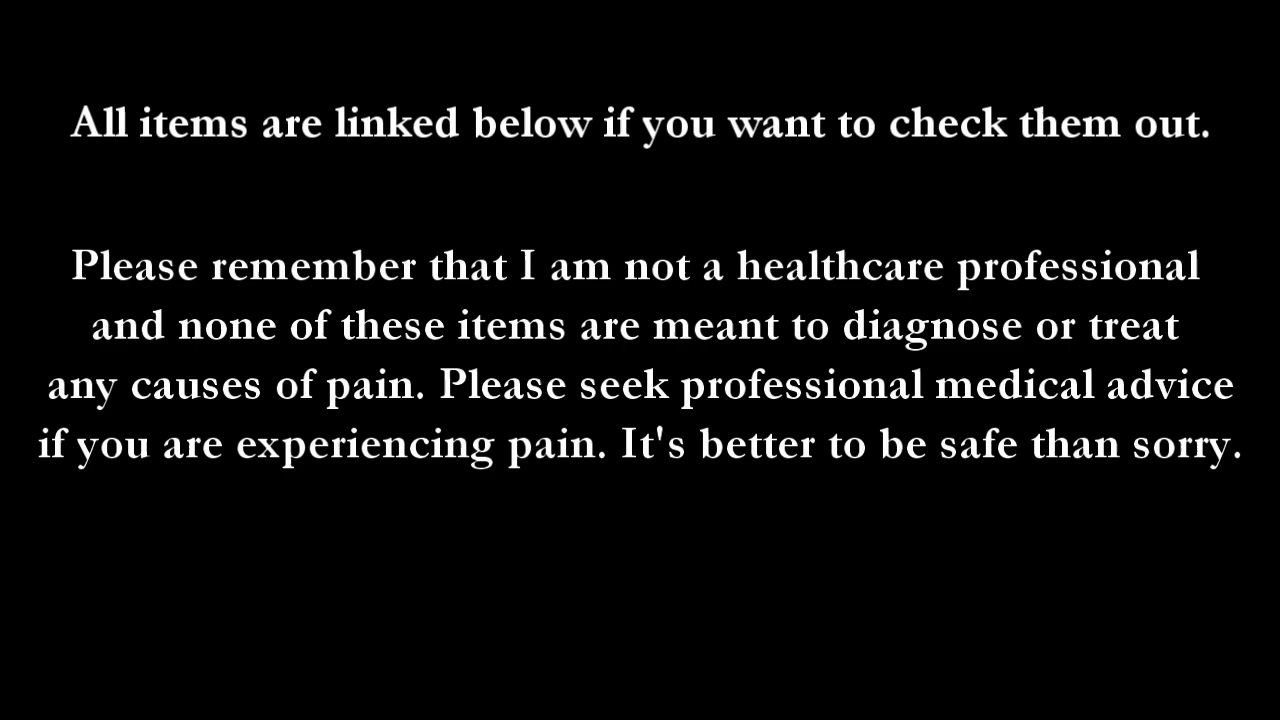 All items are linked below if you want to check them out.
Please remember that I am not a healthcare professional
and none of these items are meant to diagnose or treat
any causes of pain. Please seek professional medical advice
if you are experiencing pain. It's better to be safe than sorry.